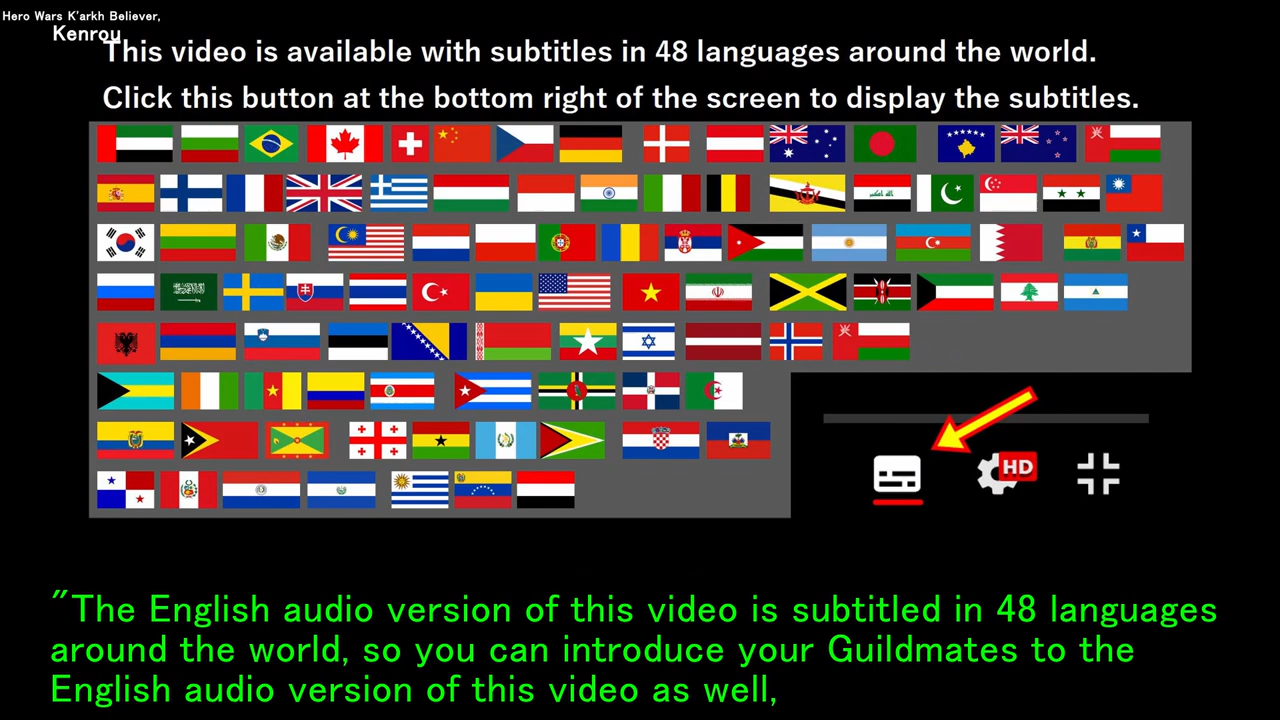 Hero Wars K'arkh Believer,
Kenrou
This video is available with subtitles in 48 languages around the world.
Click this button at the bottom right of the screen to display the subtitles.
HD
"The English audio version of this video is subtitled in 48 languages
around the world, so you can introduce your Guildmates to the
English audio version of this video as well,